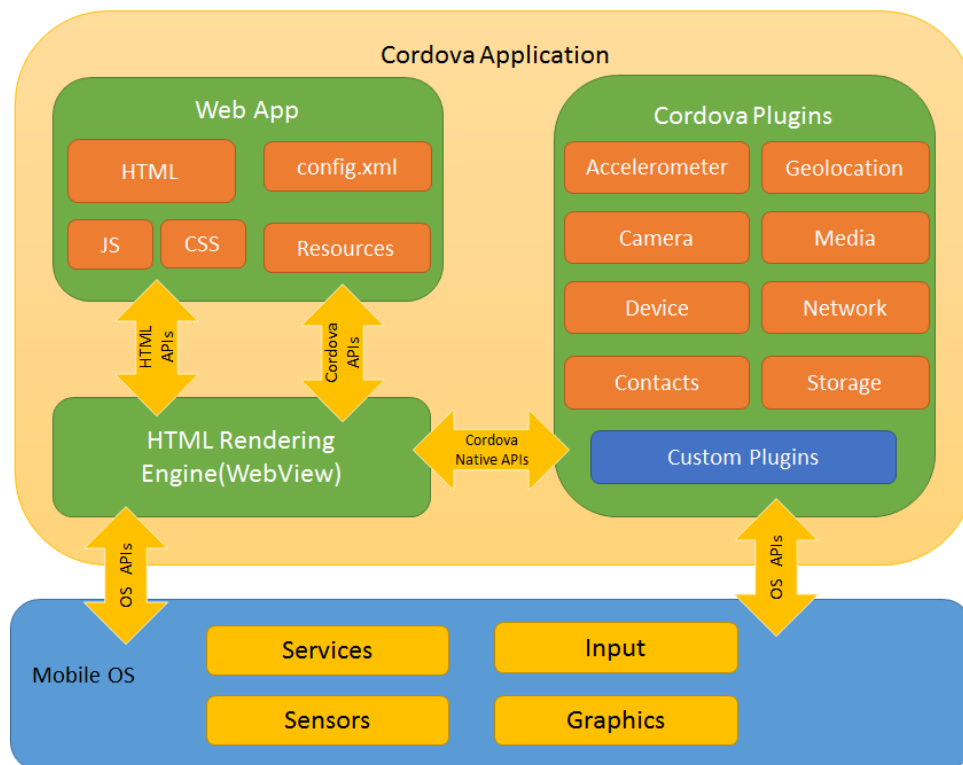 Cordova Application
Web App
HTML
config.xml
JS
CSS
Resources
HTML
APIs
Cordova
APIs
HTML Rendering
Engine(WebView)
Cordova
Native APIs
Cordova Plugins
Accelerometer
Geolocation
Camera
Media
Device
Network
Contacts
Storage
Custom Plugins
OS APIs
OS APIs
Mobile OS
Services
Input
Sensors
Graphics